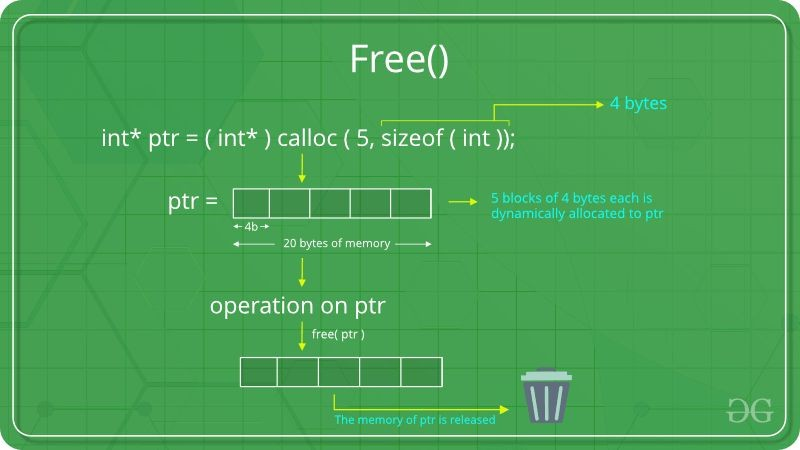 Free()
4 bytes
int* ptr = ( int* ) calloc ( 5, sizeof ( int ));
ptr =
5 blocks of 4 bytes each is
dynamically allocated to ptr
4b
20 bytes of memory
operation on ptr
free( ptr )
The memory of ptr is released